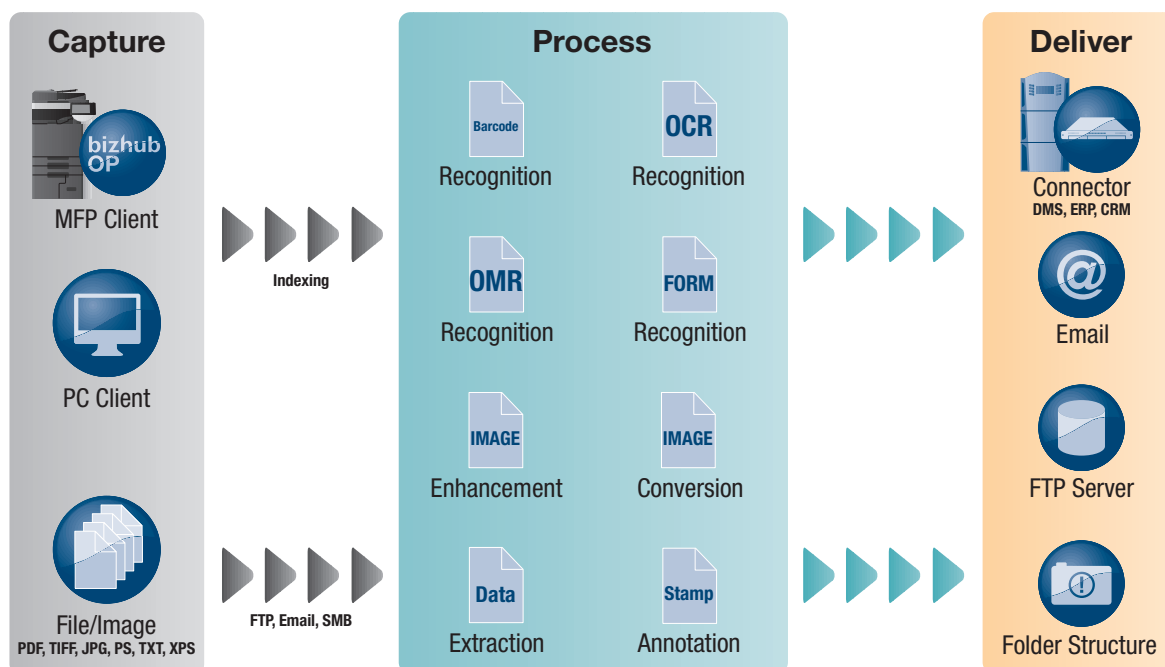 Capture
bizhub
OP
MFP Client
PC Client
File/Image
PDF, TIFF, JPG, PS, TXT, XPS
Indexing
FTP, Email, SMB
Process
Barcode
Recognition
OCR
Recognition
OMR
Recognition
FORM
Recognition
IMAGE
Enhancement
IMAGE
Conversion
Data
Extraction
Stamp
Annotation
Deliver
Connector
DMS, ERP, CRM
@
Email
FTP Server
Folder Structure